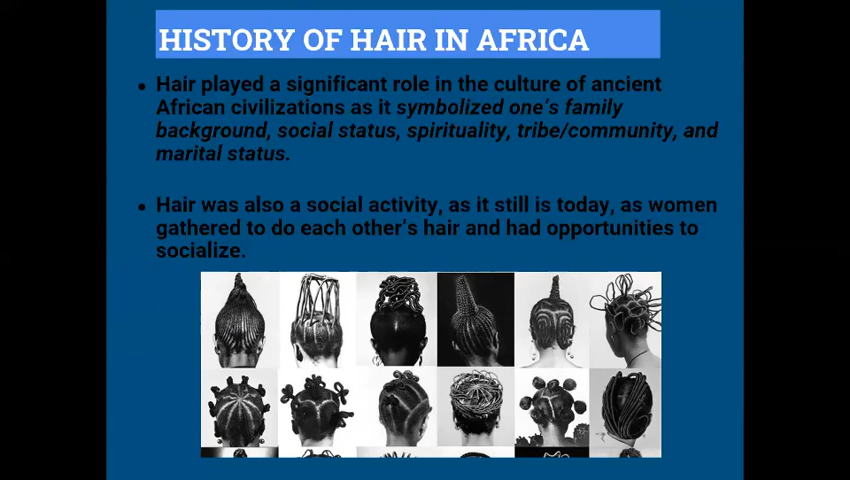 HISTORY OF HAIR IN AFRICA
• Hair played a significant role in the culture of ancient
African civilizations as it symbolized one's family
background, social status, spirituality, tribe/community, and
marital status.
• Hair was also a social activity, as it still is today, as women
gathered to do each other's hair and had opportunities to
socialize.